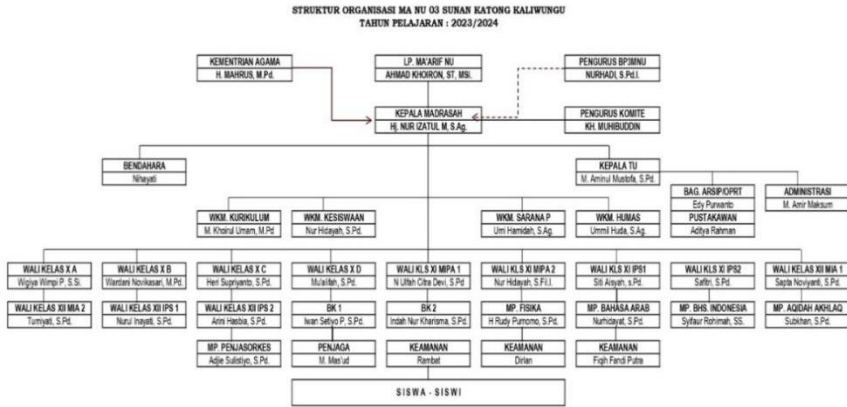 STRUKTUR ORGANISASI MA NU 03 SUNAN KATONG KALIWUNGU
TAHUN PELAJARAN : 2023/2024
KEMENTRIAN AGAMA
H. MAHRUS, M.Pd.
LP. MA'ARIF NU
AHMAD KHOIRON, ST, MSi.
PENGURUS BP3MNU
NURHADI, S.Pd.I.
KEPALA MADRASAH
Hj. NUR IZATUL M, S.Ag.
PENGURUS KOMITE
KH. MUHIBUDDIN
BENDAHARA
Nihayati
KEPALA TU
M. Aminul Mustofa, S.Pd.
BAG. ARSIP/OPRT
Edy Purwanto
PUSTAKAWAN
Aditya Rahman
ADMINISTRASI
M. Amir Maksum
WKM. KURIKULUM
M. Khoirul Umam, M.Pd
WKM. KESISWAAN
Nur Hidayah, S.Pd.
WKM. SARANA P
Umi Hamidah, S.Ag.
WKM. HUMAS
Ummil Huda, S.Ag.
WALI KELAS X A
Wigiya Wimpi P, S.Si.
WALI KELAS X B
Wardani Novikasari, M.Pd
WALI KELAS X C
Heri Supriyanto, S.Pd.
WALI KELAS X D
Mu'alifah, S.Pd.
WALI KLS XI MIPA 1
N Ulfah Citra Devi, S.Pd
WALI KLS XI MIPA 2
Nur Hidayah, S.Fil.I.
WALI KLS XI IPS1
Siti Aisyah, s.Pd.
WALI KLS XI IPS2
Safitri, S.Pd.
WALI KELAS XII MIA 1
Sapta Noviyanti, S.Pd.
WALI KELAS XII MIA 2
Tumiyati, S.Pd.
WALI KELAS XII IPS 1
Nurul Inayati, S.Pd.
WALI KELAS XII IPS 2
Arini Hasbia, S.Pd.
BK 1
Iwan Setiyo P, S.Pd.
BK 2
Indah Nur Kharisma, S.Pd
MP. FISIKA
H Rudy Purnomo, S.Pd.
MP. BAHASA ARAB
Nurhidayat, S.Pd.
MP. BHS. INDONESIA
Syifaur Rohimah, SS.
MP. AQIDAH AKHLAQ
Subkhan, S.Pd.
MP. PENJASORKES
Adjie Sulistiyo, S.Pd.
PENJAGA
M. Mas'ud
KEAMANAN
Rambat
KEAMANAN
Dirlan
KEAMANAN
Fiqih Fandi Putra
SISWA - SISWI